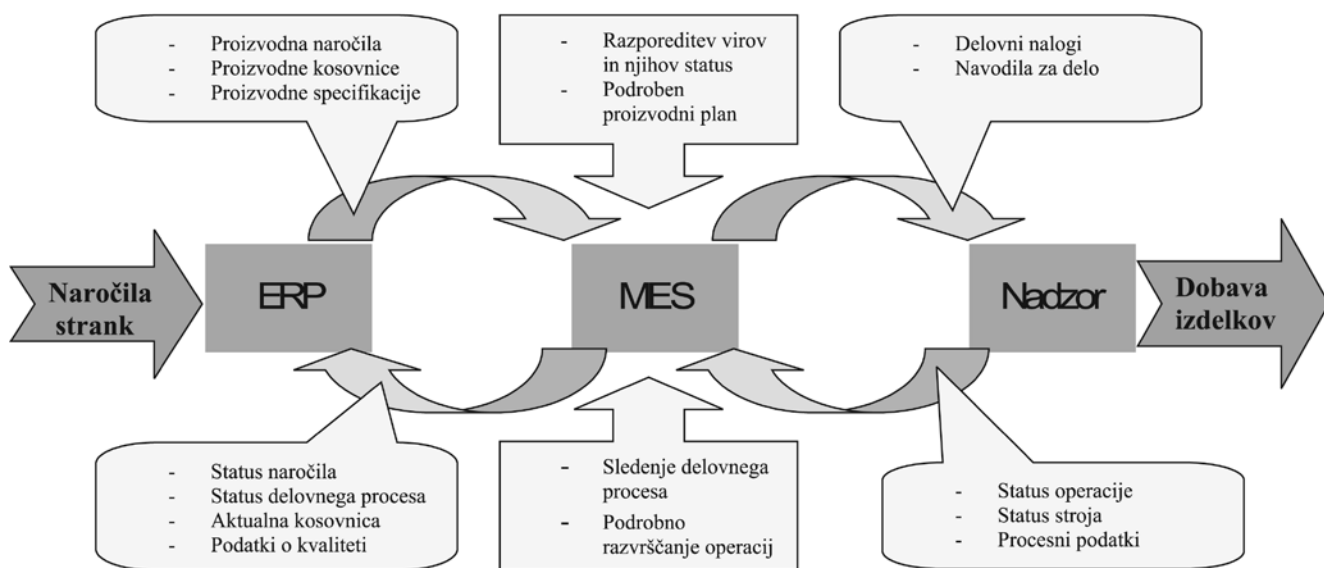 - Proizvodna naročila
- Proizvodne kosovnice
- Proizvodne specifikacije
- Razporeditev virov
in njihov status
- Podroben
proizvodni plan
- Delovni nalogi
- Navodila za delo
Naročila
strank
ERP
MES
Nadzor
Dobava
izdelkov
- Status naročila
- Status delovnega procesa
- Aktualna kosovnica
- Podatki o kvaliteti
- Sledenje delovnega
procesa
- Podrobno
razvrščanje operacij
- Status operacije
- Status stroja
- Procesni podatki